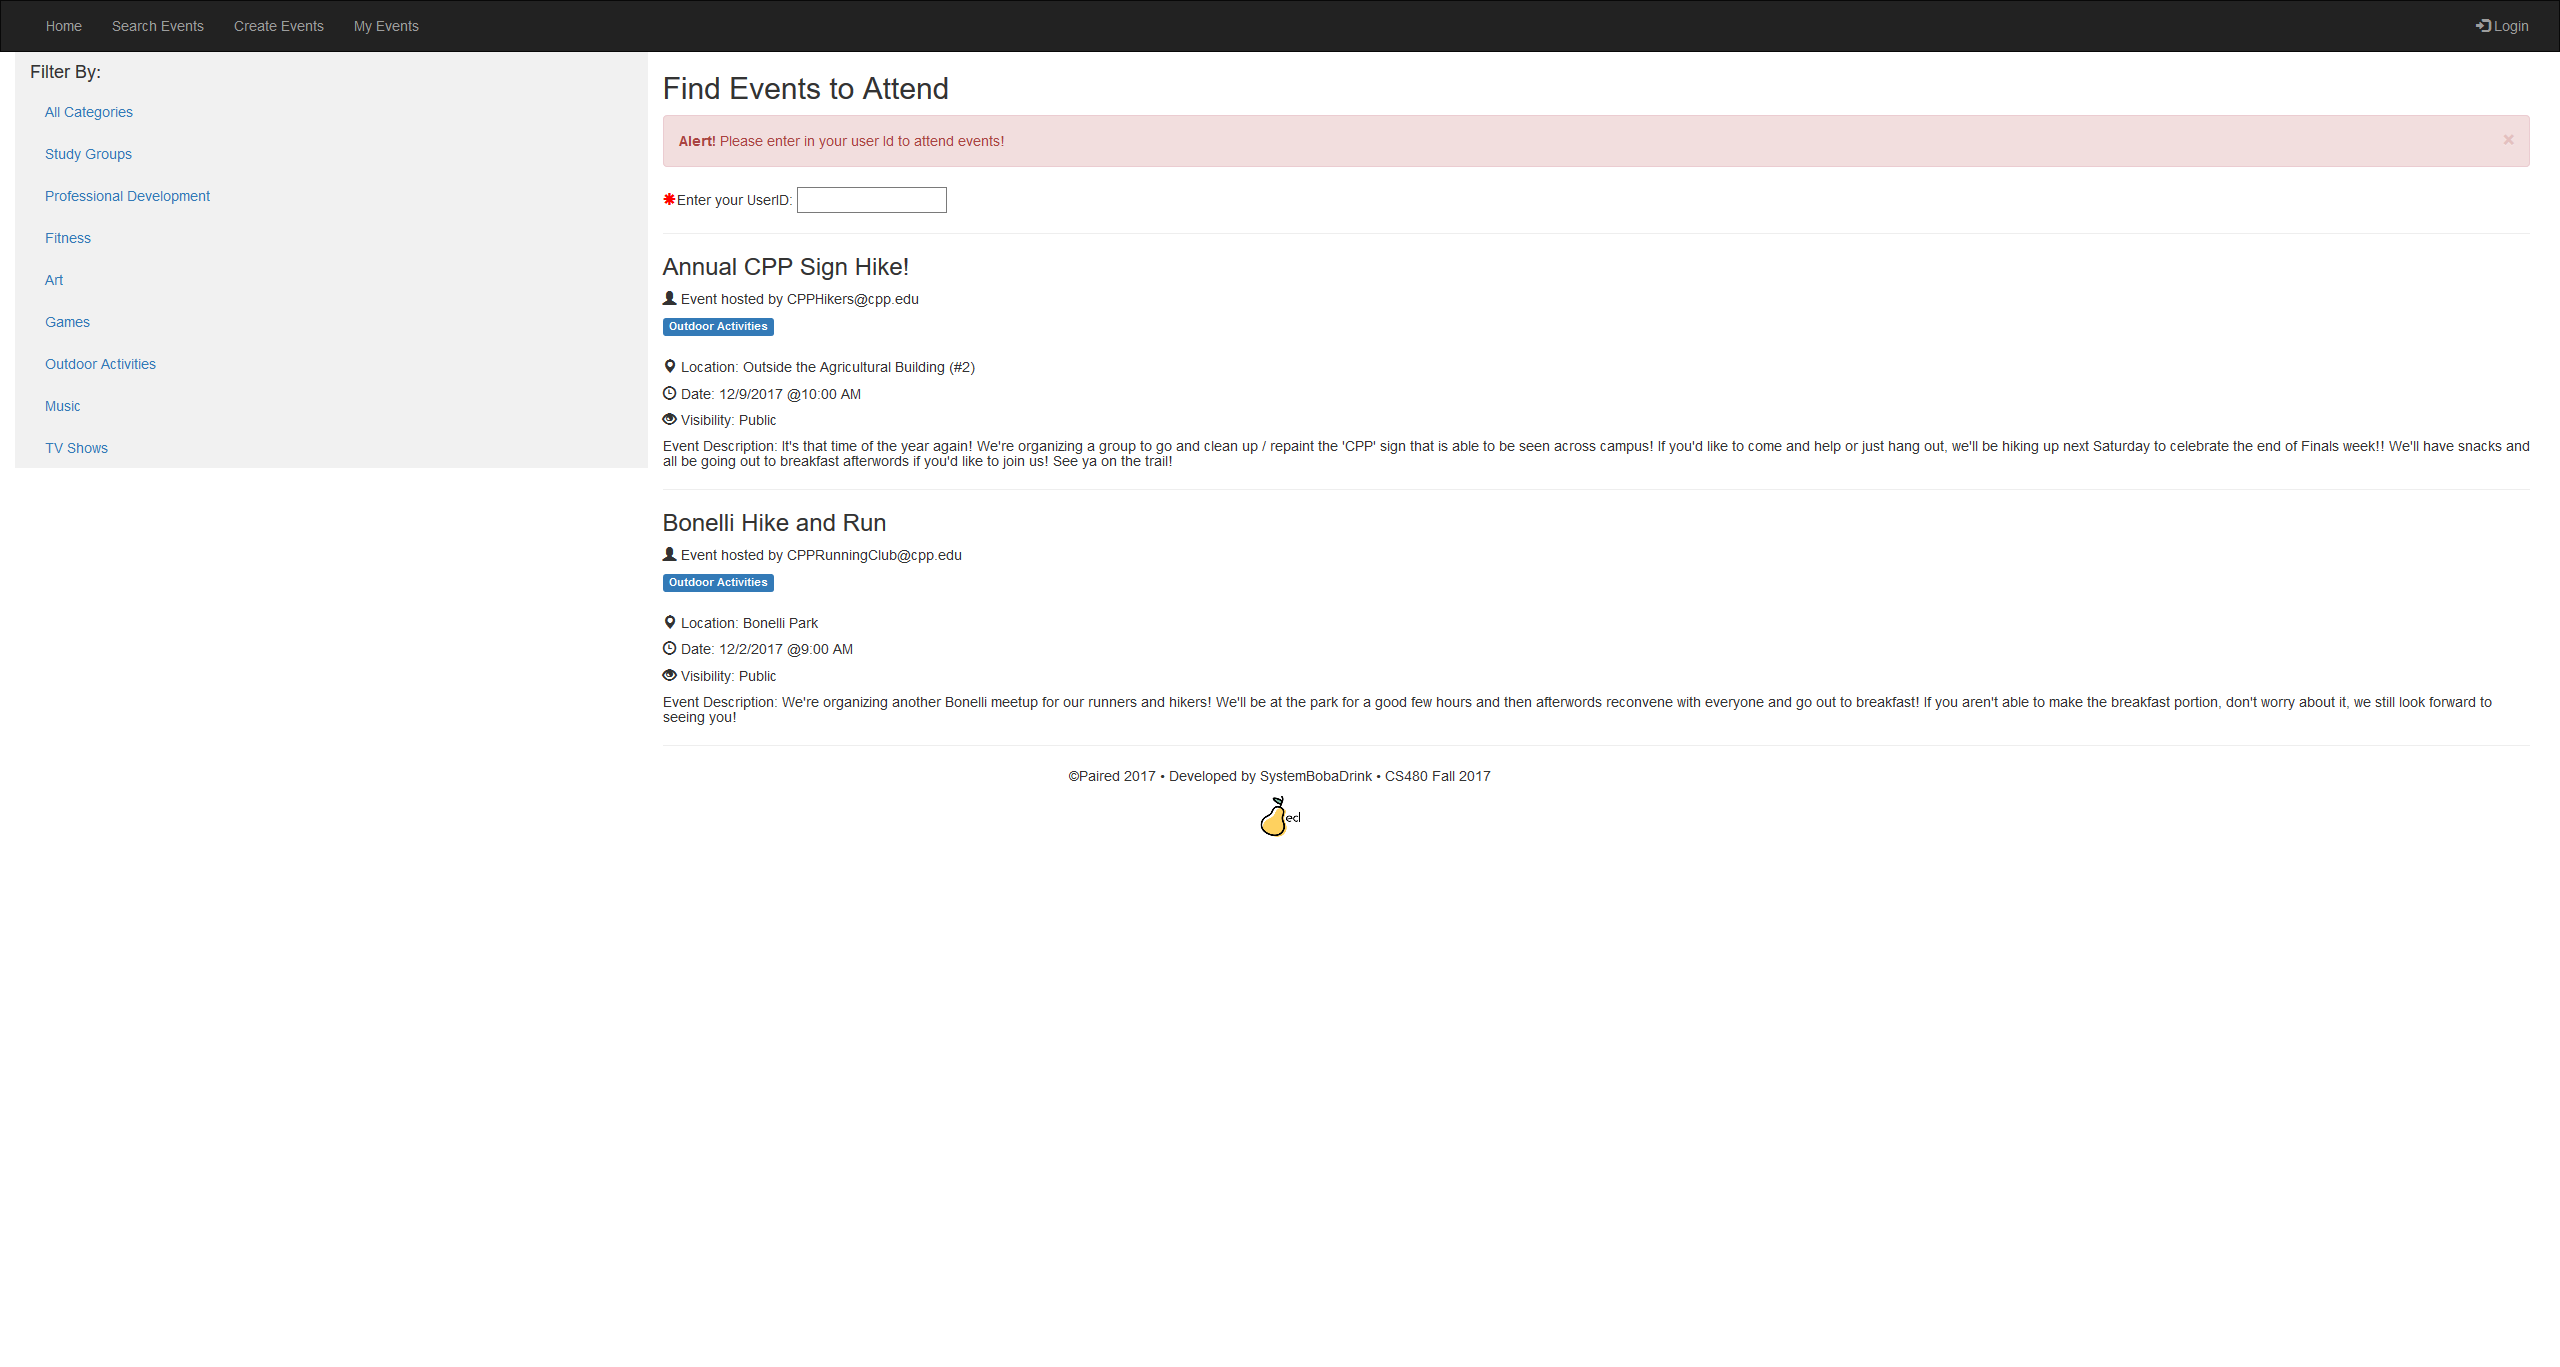 Home Search Events Create Events My Events Login
Filter By:
All Categories
Study Groups
Professional Development
Fitness
Art
Games
Outdoor Activities
Music
TV Shows
Find Events to Attend
Alert! Please enter in your user Id to attend events! ×
✱Enter your UserID:
Annual CPP Sign Hike!
Event hosted by CPPHikers@cpp.edu
Outdoor Activities
Location: Outside the Agricultural Building (#2)
Date: 12/9/2017 @10:00 AM
Visibility: Public
Event Description: It's that time of the year again! We're organizing a group to go and clean up / repaint the 'CPP' sign that is able to be seen across campus! If you'd like to come and help or just hang out, we'll be hiking up next Saturday to celebrate the end of Finals week!! We'll have snacks and
all be going out to breakfast afterwords if you'd like to join us! See ya on the trail!
Bonelli Hike and Run
Event hosted by CPPRunningClub@cpp.edu
Outdoor Activities
Location: Bonelli Park
Date: 12/2/2017 @9:00 AM
Visibility: Public
Event Description: We're organizing another Bonelli meetup for our runners and hikers! We'll be at the park for a good few hours and then afterwords reconvene with everyone and go out to breakfast! If you aren't able to make the breakfast portion, don't worry about it, we still look forward to
seeing you!
©Paired 2017 • Developed by SystemBobaDrink • CS480 Fall 2017